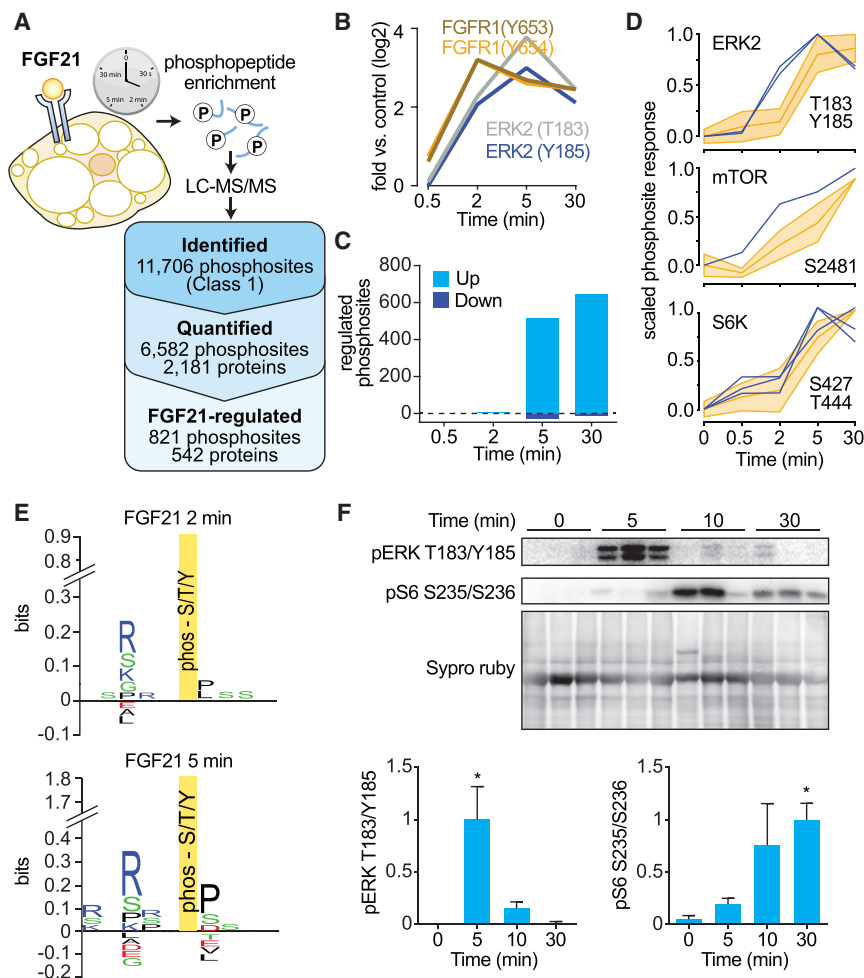 A
FGF21
0
30 min
30 s
5 min
2 min
phosphopeptide
enrichment
P
P
P
P
LC-MS/MS
Identified
11,706 phosphosites
(Class 1)
Quantified
6,582 phosphosites
2,181 proteins
FGF21-regulated
821 phosphosites
542 proteins
B
fold vs. control (log2)
4
2
0
FGFR1(Y653)
FGFR1(Y654)
ERK2 (T183)
ERK2 (Y185)
0.5
2
5
30
Time (min)
C
regulated
phosphosites
800
600
400
200
0
Up
Down
0.5
2
5
30
Time (min)
D
scaled phosphosite response
ERK2
1.0
0.5
0
T183
Y185
mTOR
1.0
0.5
0
S2481
S6K
1.0
0.5
0
S427
T444
0
0.5
2
5
30
Time (min)
E
FGF21 2 min
bits
0.9
0.8
0.3
0.2
0.1
0
-0.1
phos - S/T/Y
S
R
S
K
G
P
E
A
L
R
P
L
S
S
FGF21 5 min
bits
1.8
1.7
0.4
0.3
0.2
0.1
0
-0.1
-0.2
phos - S/T/Y
R
S
K
R
S
P
K
L
A
D
E
G
R
S
P
P
S
D
T
E
V
L
S
F
Time (min)
0
5
10
30
pERK T183/Y185
pS6 S235/S236
Sypro ruby
pERK T183/Y185
1.5
1
0.5
0
*
0
5
10
30
Time (min)
pS6 S235/S236
1.5
1
0.5
0
*
0
5
10
30
Time (min)